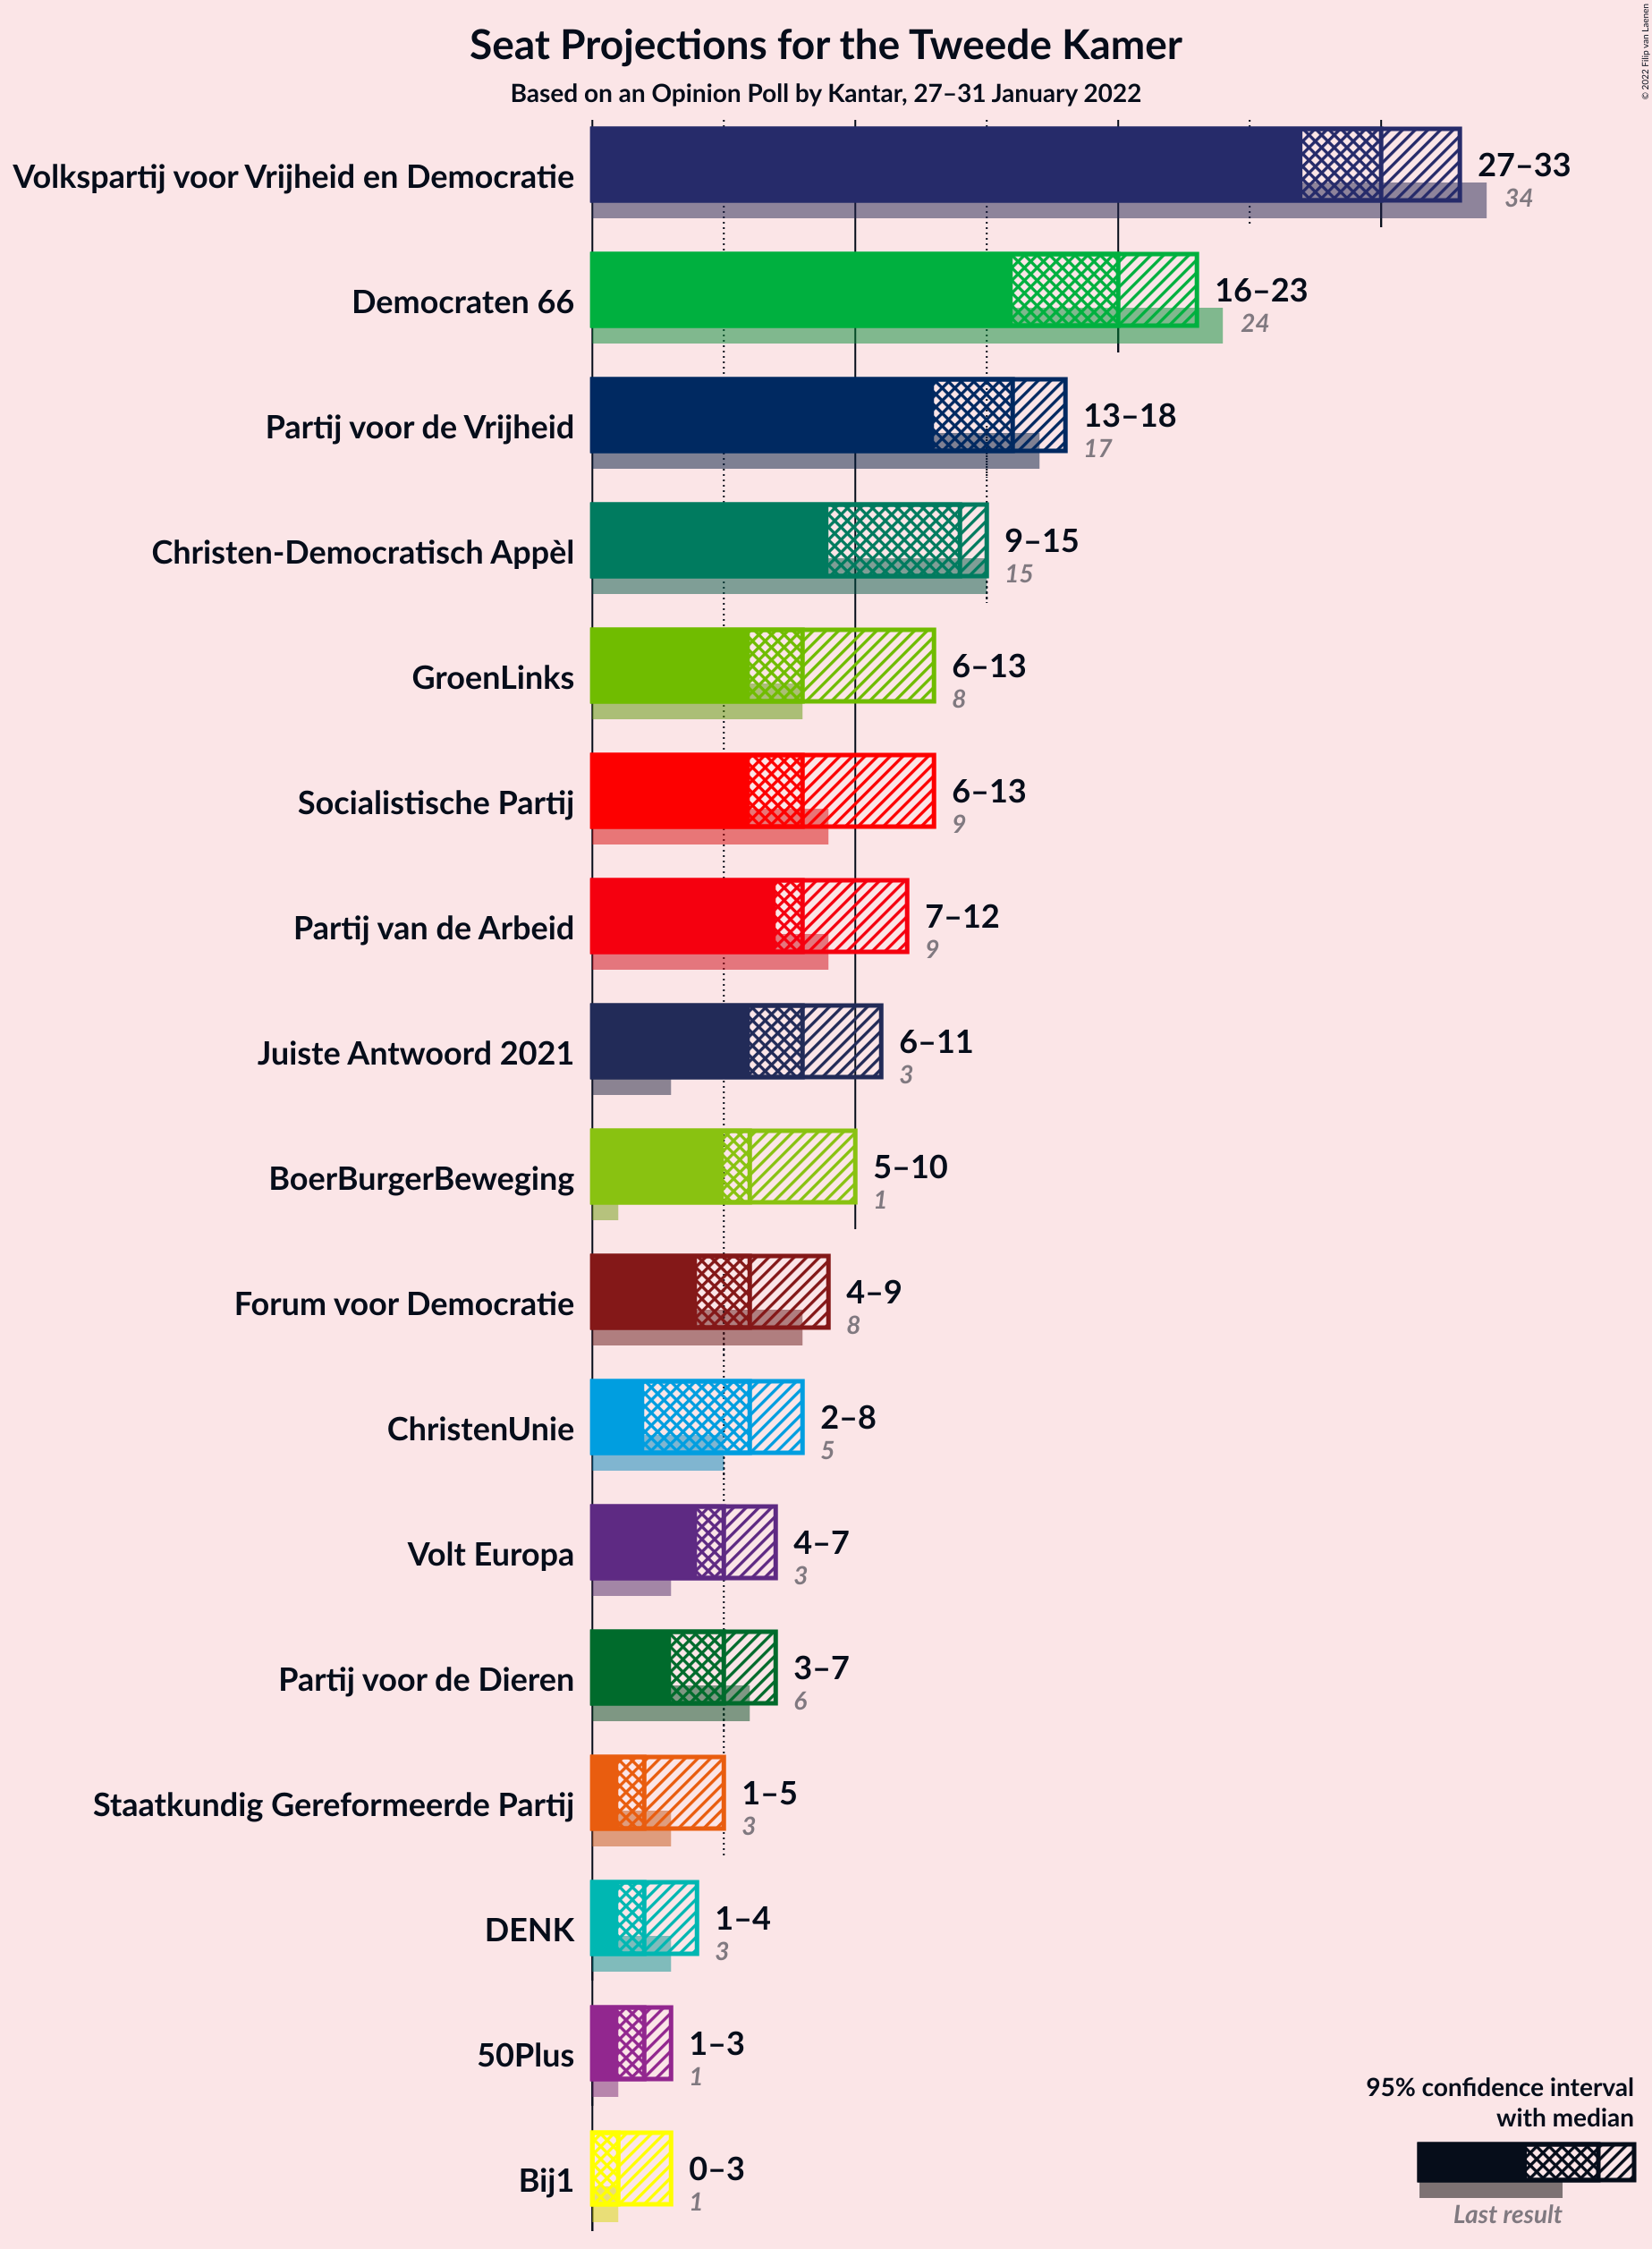 Seat Projections for the Tweede Kamer
Based on an Opinion Poll by Kantar, 27–31 January 2022
© 2022 Filip van Laenen
Volkspartij voor Vrijheid en Democratie
27–33
34
Democraten 66
16–23
24
Partij voor de Vrijheid
13–18
17
Christen-Democratisch Appèl
9–15
15
GroenLinks
6–13
8
Socialistische Partij
6–13
9
Partij van de Arbeid
7–12
9
Juiste Antwoord 2021
6–11
3
BoerBurgerBeweging
5–10
1
Forum voor Democratie
4–9
8
ChristenUnie
2–8
5
Volt Europa
4–7
3
Partij voor de Dieren
3–7
6
Staatkundig Gereformeerde Partij
1–5
3
DENK
1–4
3
50Plus
1–3
1
Bij1
0–3
1
95% confidence interval
with median
Last result